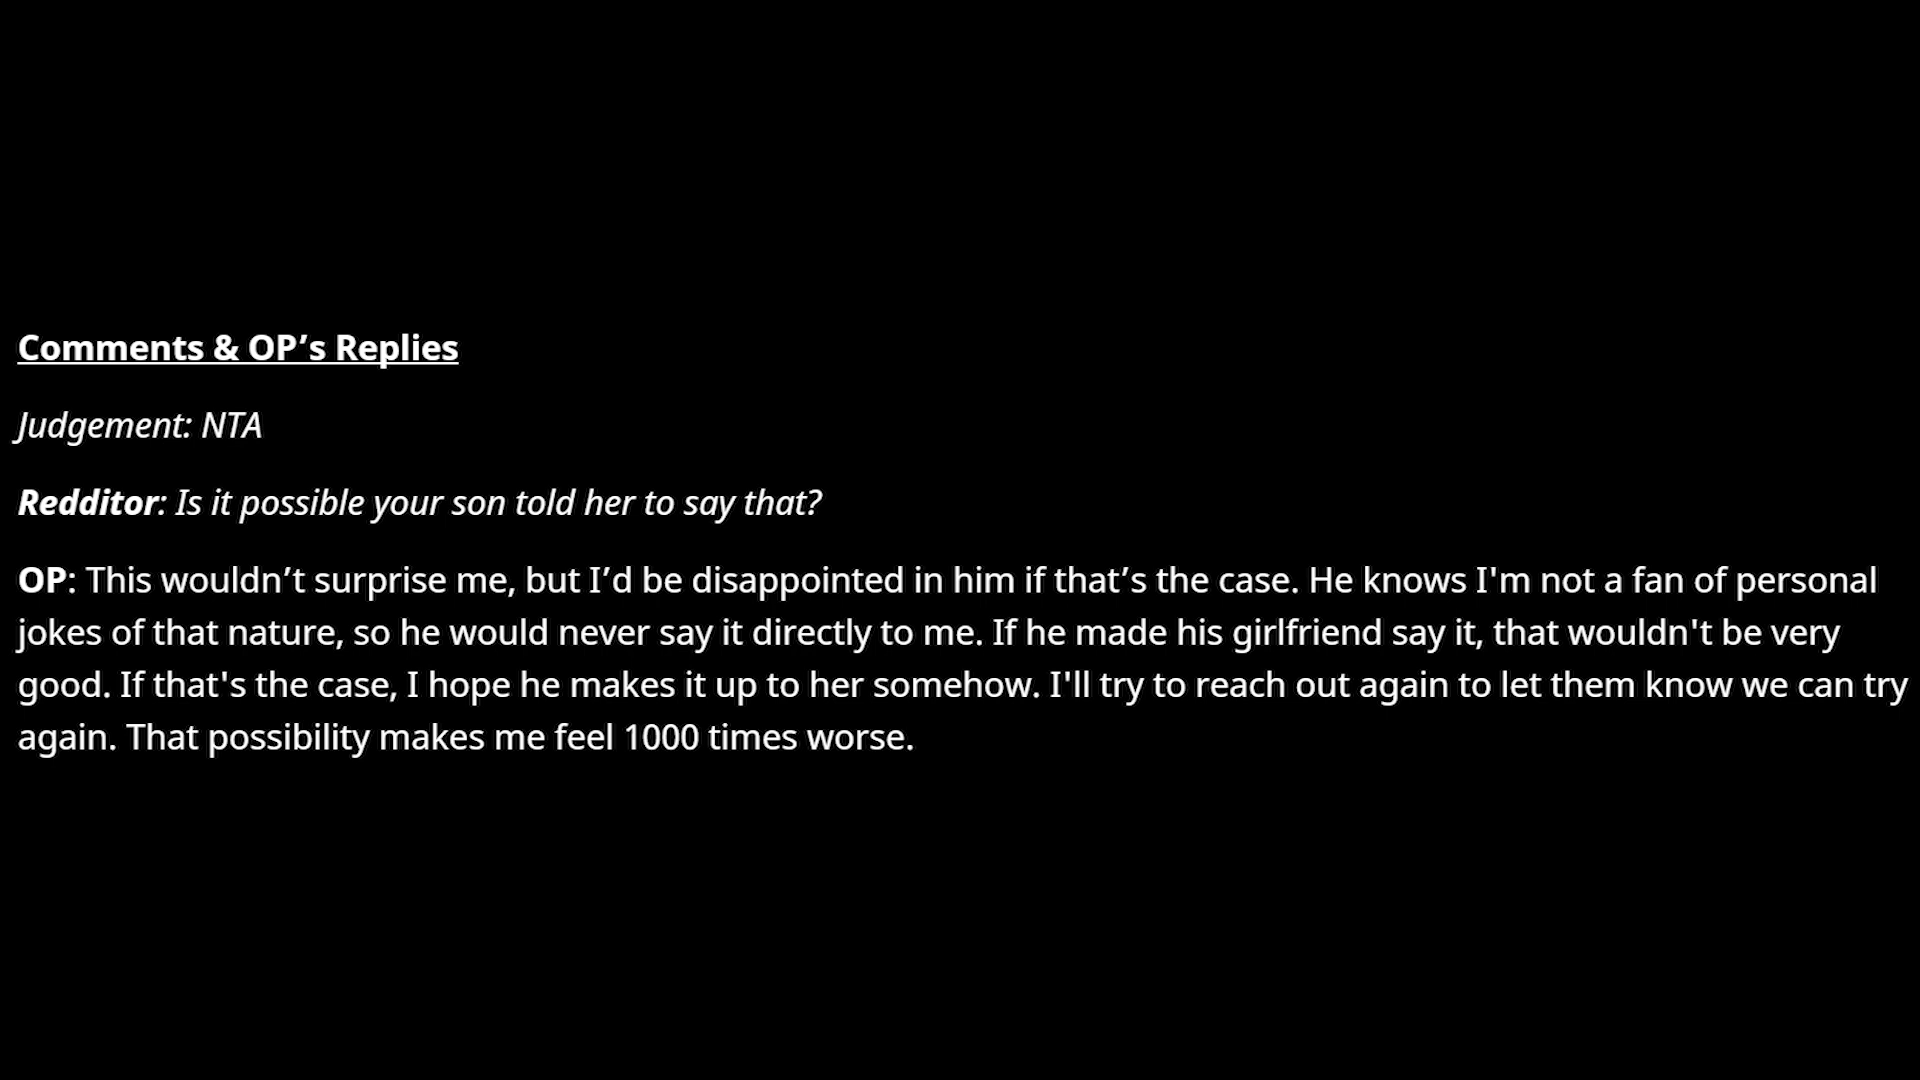 Comments & OP’s Replies
Judgement: NTA
Redditor: Is it possible your son told her to say that?
OP: This wouldn’t surprise me, but I’d be disappointed in him if that’s the case. He knows I'm not a fan of personal
jokes of that nature, so he would never say it directly to me. If he made his girlfriend say it, that wouldn't be very
good. If that's the case, I hope he makes it up to her somehow. I'll try to reach out again to let them know we can try
again. That possibility makes me feel 1000 times worse.